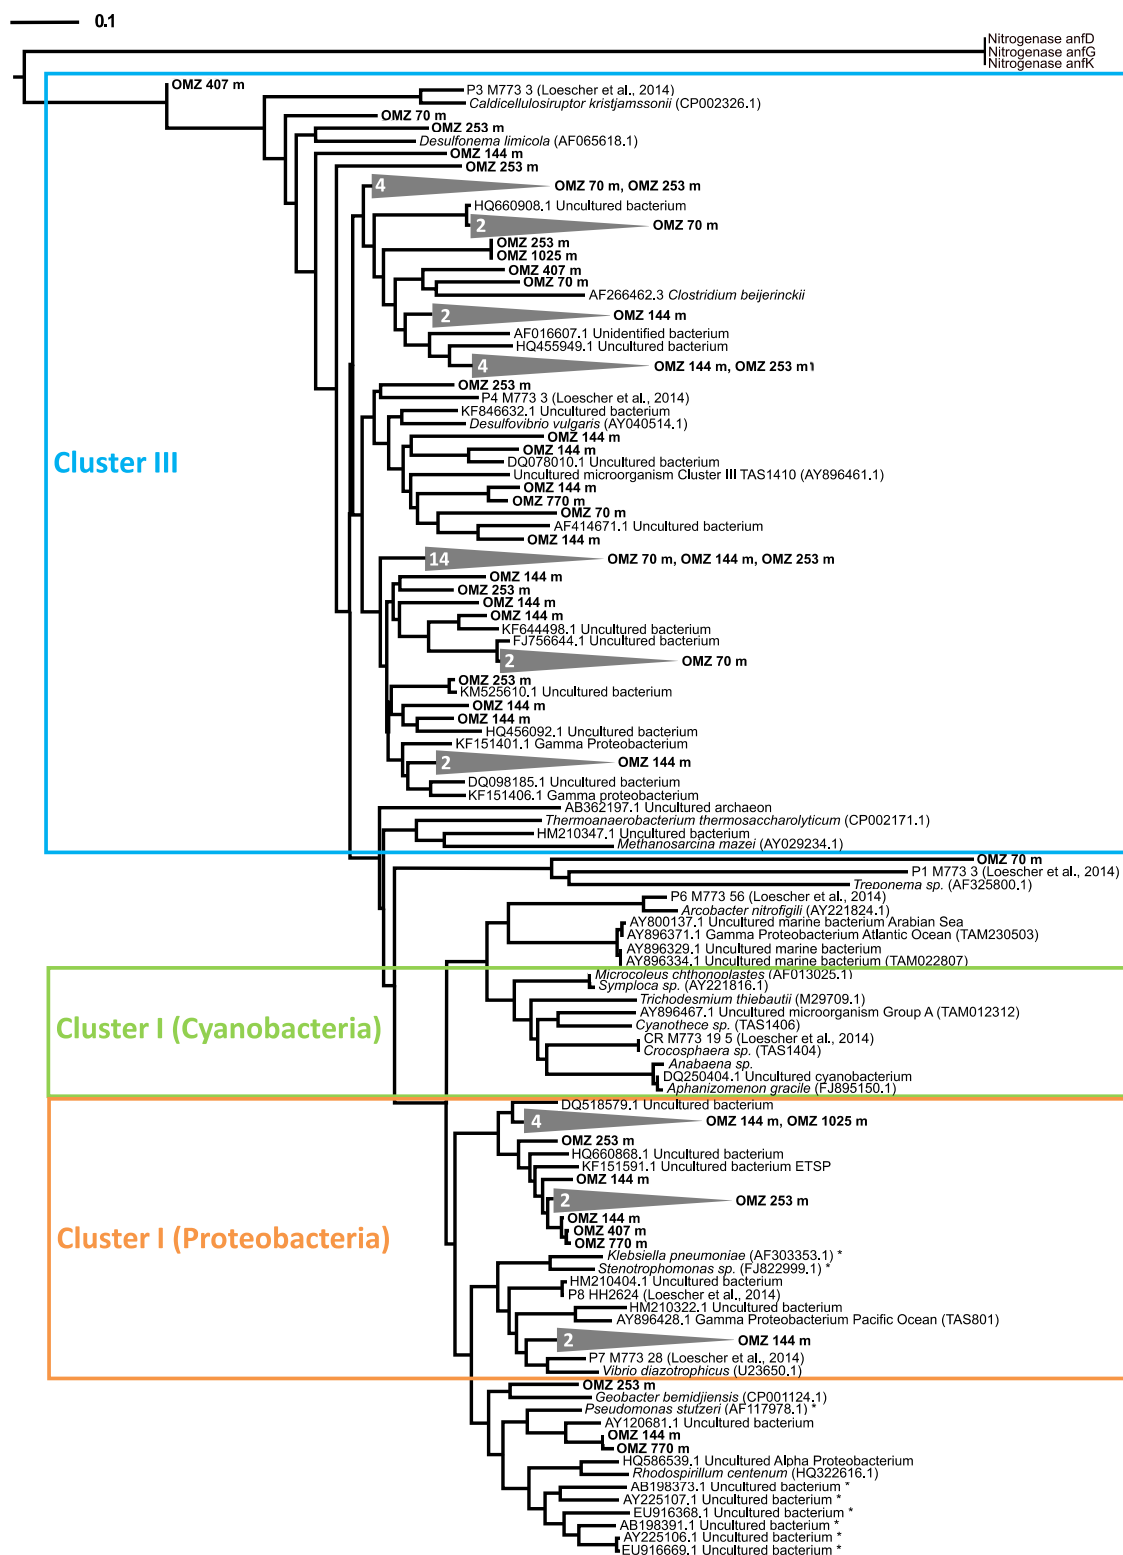 0.1
Nitrogenase anfD
Nitrogenase anfG
Nitrogenase anfK
OMZ 407 m
P3 M773 3 (Loescher et al., 2014)
Caldicellulosiruptor kristjamssonii (CP002326.1)
OMZ 70 m
OMZ 253 m
Desulfonema limicola (AF065618.1)
OMZ 144 m
OMZ 253 m
4 OMZ 70 m, OMZ 253 m
HQ660908.1 Uncultured bacterium
2 OMZ 70 m
OMZ 253 m
OMZ 1025 m
OMZ 407 m
OMZ 70 m
AF266462.3 Clostridium beijerinckii
2 OMZ 144 m
AF016607.1 Unidentified bacterium
HQ455949.1 Uncultured bacterium
4 OMZ 144 m, OMZ 253 m
OMZ 253 m
P4 M773 3 (Loescher et al., 2014)
KF846632.1 Uncultured bacterium
Desulfovibrio vulgaris (AY040514.1)
OMZ 144 m
OMZ 144 m
DQ078010.1 Uncultured bacterium
Cluster III
Uncultured microorganism Cluster III TAS1410 (AY896461.1)
OMZ 144 m
OMZ 770 m
OMZ 70 m
AF414671.1 Uncultured bacterium
OMZ 144 m
14 OMZ 70 m, OMZ 144 m, OMZ 253 m
OMZ 144 m
OMZ 253 m
OMZ 144 m
OMZ 144 m
KF644498.1 Uncultured bacterium
FJ756644.1 Uncultured bacterium
2 OMZ 70 m
OMZ 253 m
KM525610.1 Uncultured bacterium
OMZ 144 m
OMZ 144 m
HQ456092.1 Uncultured bacterium
KF151401.1 Gamma Proteobacterium
2 OMZ 144 m
DQ098185.1 Uncultured bacterium
KF151406.1 Gamma proteobacterium
AB362197.1 Uncultured archaeon
Thermoanaerobacterium thermosaccharolyticum (CP002171.1)
HM210347.1 Uncultured bacterium
Methanosarcina mazei (AY029234.1)
OMZ 70 m
P1 M773 3 (Loescher et al., 2014)
Treponema sp. (AF325800.1)
P6 M773 56 (Loescher et al., 2014)
Arcobacter nitrofigili (AY221824.1)
AY800137.1 Uncultured marine bacterium Arabian Sea
AY896371.1 Gamma Proteobacterium Atlantic Ocean (TAM230503)
AY896329.1 Uncultured marine bacterium
AY896334.1 Uncultured marine bacterium (TAM022807)
Microcoleus chthonoplastes (AF013025.1)
Symploca sp. (AY221816.1)
Trichodesmium thiebautii (M29709.1)
AY896467.1 Uncultured microorganism Group A (TAM012312)
Cyanothece sp. (TAS1406)
Cluster I (Cyanobacteria)
CR M773 19 5 (Loescher et al., 2014)
Crocosphaera sp. (TAS1404)
Anabaena sp.
DQ250404.1 Uncultured cyanobacterium
Aphanizomenon gracile (FJ895150.1)
DQ518579.1 Uncultured bacterium
4 OMZ 144 m, OMZ 1025 m
OMZ 253 m
HQ660868.1 Uncultured bacterium
KF151591.1 Uncultured bacterium ETSP
OMZ 144 m
2 OMZ 253 m
OMZ 144 m
OMZ 407 m
Cluster I (Proteobacteria)
OMZ 770 m
Klebsiella pneumoniae (AF303353.1) *
Stenotrophomonas sp. (FJ822999.1) *
HM210404.1 Uncultured bacterium
P8 HH2624 (Loescher et al., 2014)
HM210322.1 Uncultured bacterium
AY896428.1 Gamma Proteobacterium Pacific Ocean (TAS801)
2 OMZ 144 m
P7 M773 28 (Loescher et al., 2014)
Vibrio diazotrophicus (U23650.1)
OMZ 253 m
Geobacter bemidjiensis (CP001124.1)
Pseudomonas stutzeri (AF117978.1) *
AY120681.1 Uncultured bacterium
OMZ 144 m
OMZ 770 m
HQ586539.1 Uncultured Alpha Proteobacterium
Rhodospirillum centenum (HQ322616.1)
AB198373.1 Uncultured bacterium *
AY225107.1 Uncultured bacterium *
EU916368.1 Uncultured bacterium *
AB198391.1 Uncultured bacterium *
AY225106.1 Uncultured bacterium *
EU916669.1 Uncultured bacterium *